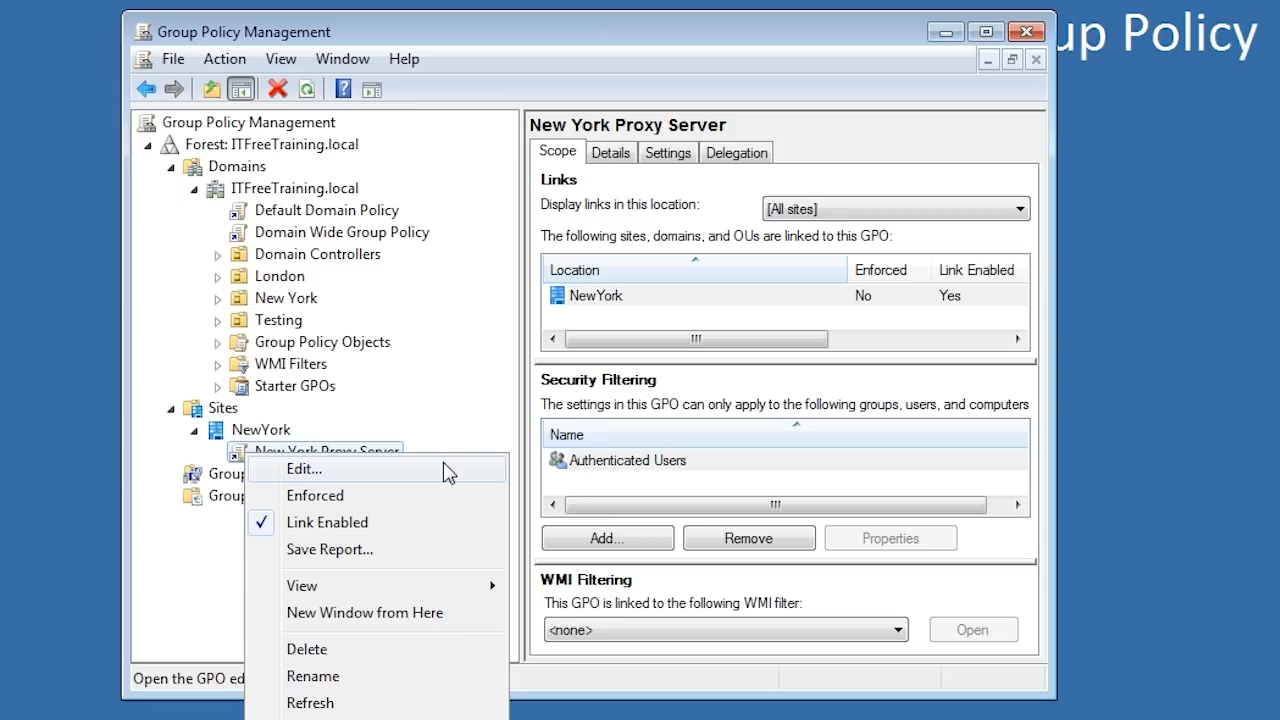 up Policy
Group Policy Management
File Action View Window Help
Group Policy Management
Forest: ITFreeTraining.local
Domains
ITFreeTraining.local
Default Domain Policy
Domain Wide Group Policy
Domain Controllers
London
New York
Testing
Group Policy Objects
WMI Filters
Starter GPOs
Sites
NewYork
New York Proxy Server
Group
Group
Edit...
Enforced
Link Enabled
Save Report...
View
New Window from Here
Delete
Rename
Refresh
Open the GPO ed
New York Proxy Server
Scope Details Settings Delegation
Links
Display links in this location: [All sites]
The following sites, domains, and OUs are linked to this GPO:
Location Enforced Link Enabled
NewYork No Yes
Security Filtering
The settings in this GPO can only apply to the following groups, users, and computers
Name
Authenticated Users
Add... Remove Properties
WMI Filtering
This GPO is linked to the following WMI filter:
<none> Open